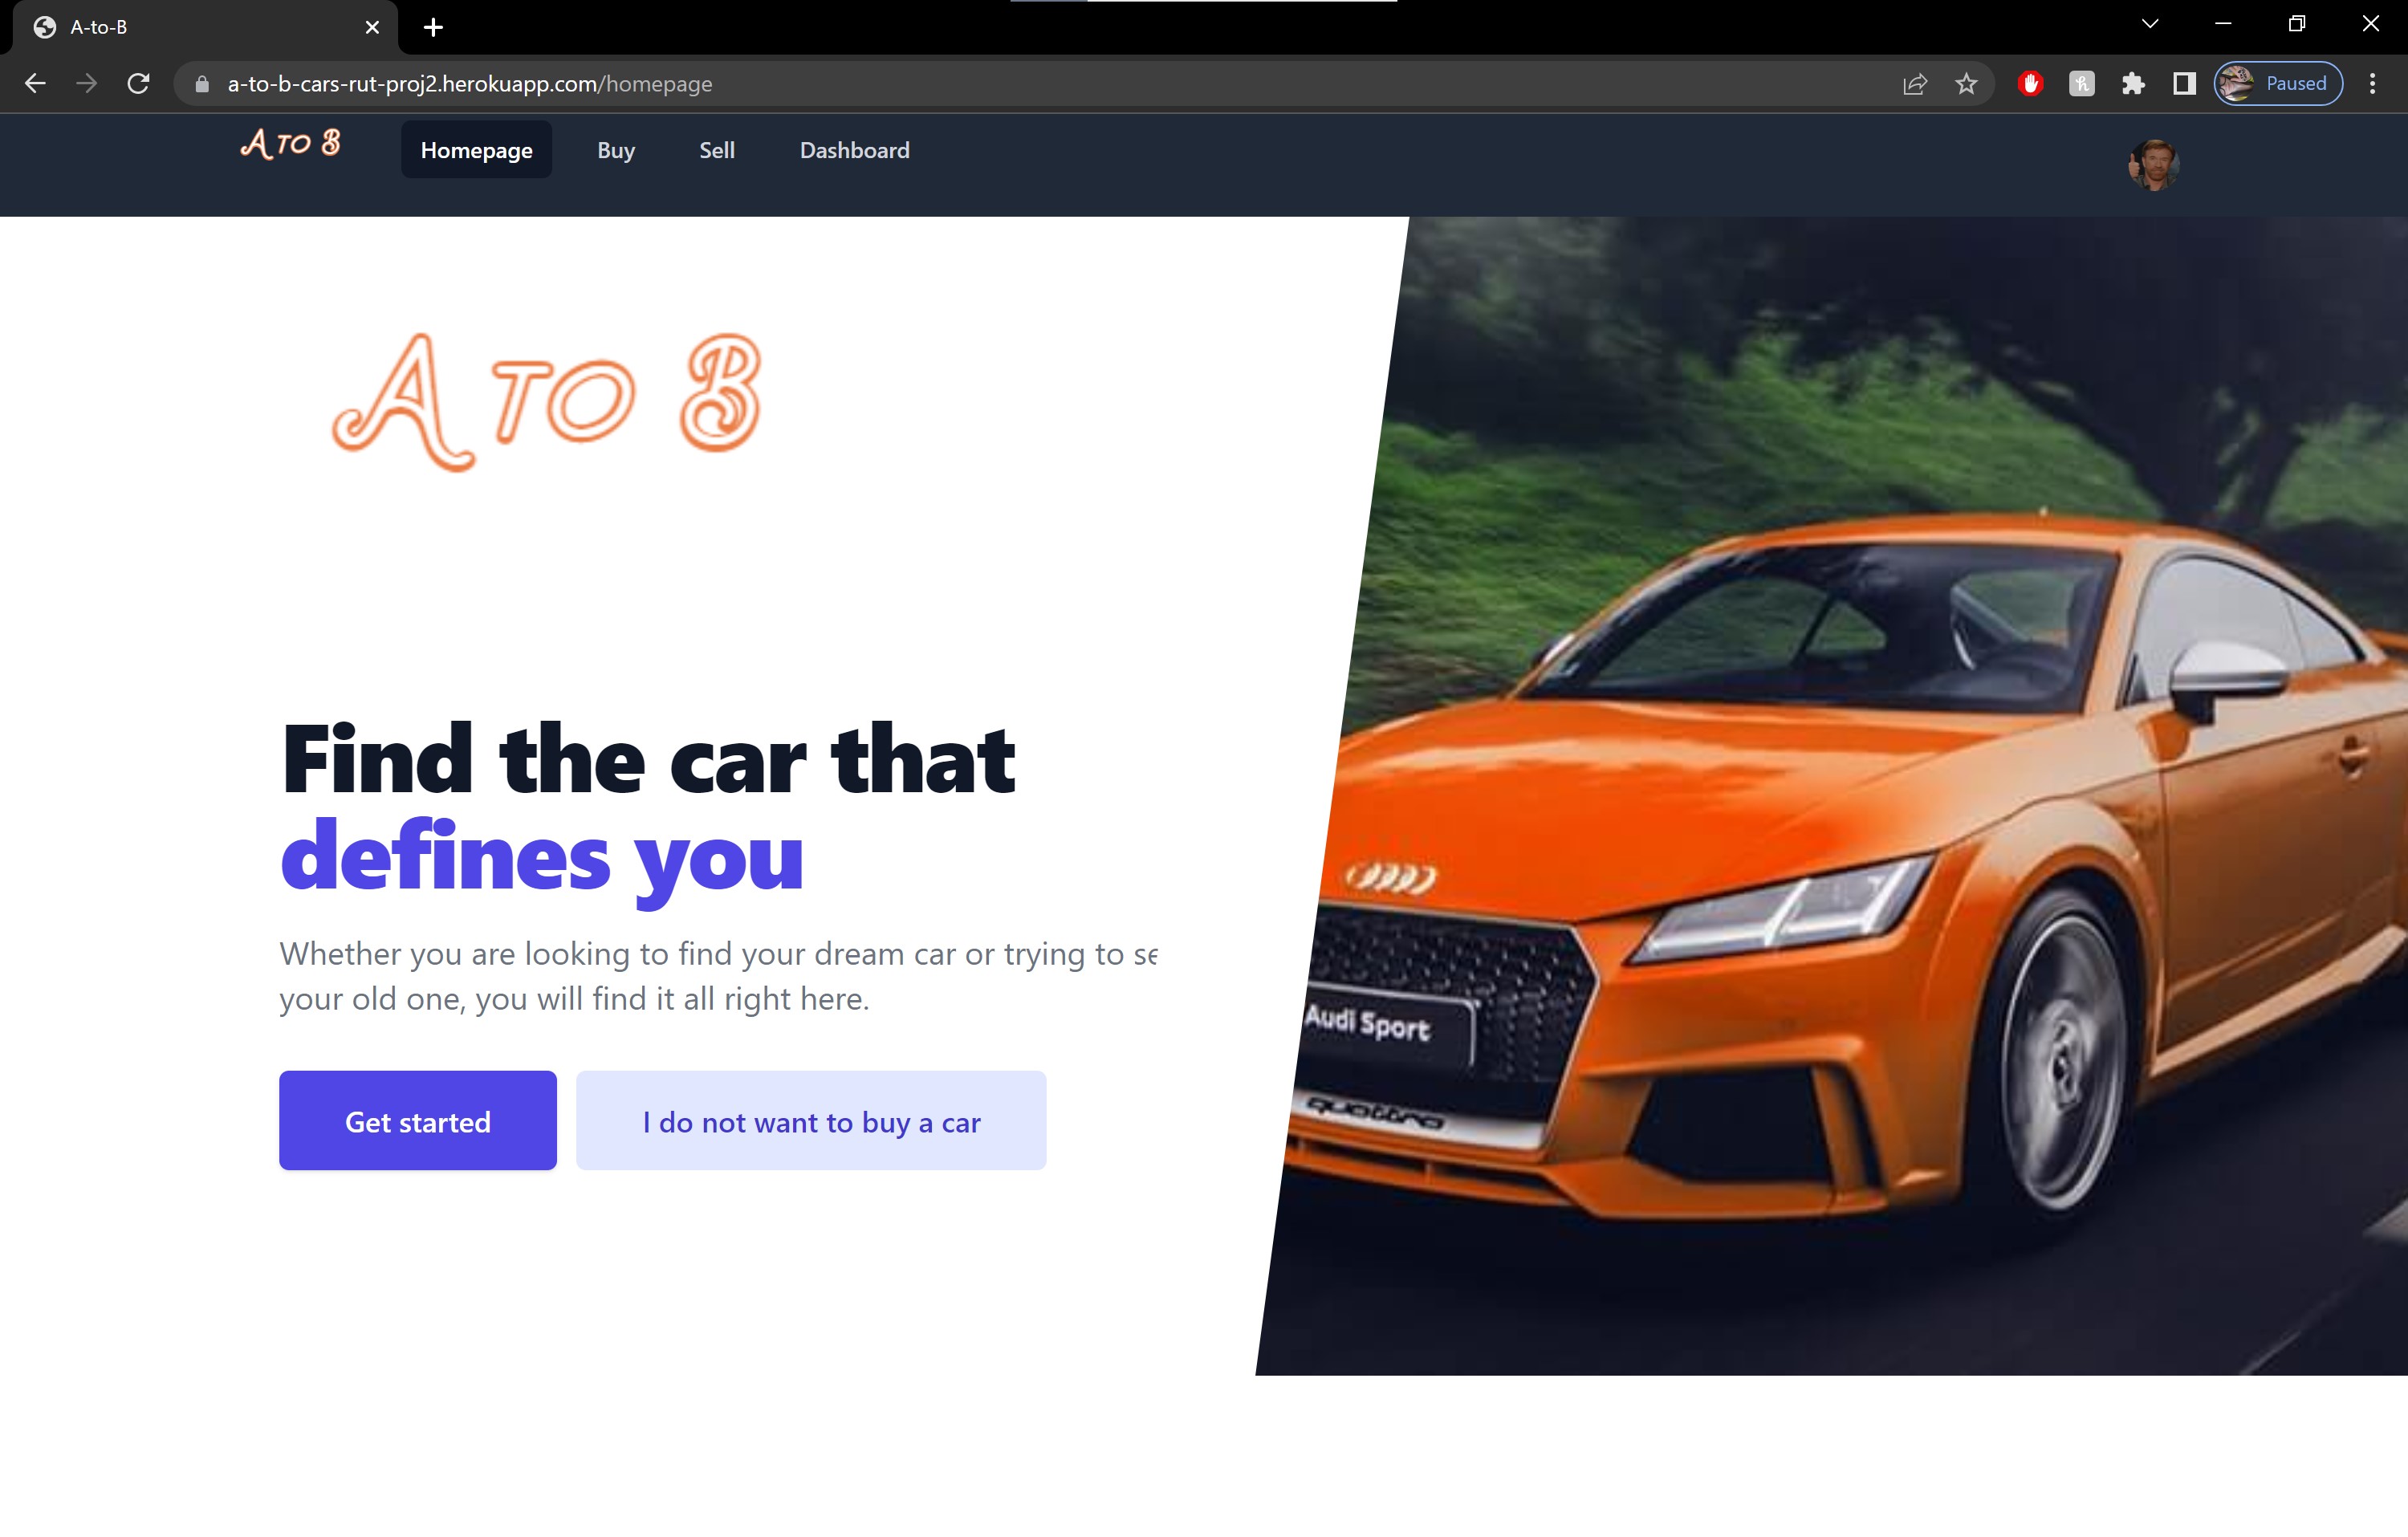 A-to-B
a-to-b-cars-rut-proj2.herokuapp.com/homepage
Paused
A TO B
Homepage
Buy
Sell
Dashboard
A TO B
Find the car that
defines you
Whether you are looking to find your dream car or trying to se
your old one, you will find it all right here.
Get started
I do not want to buy a car
Audi Sport
quattro